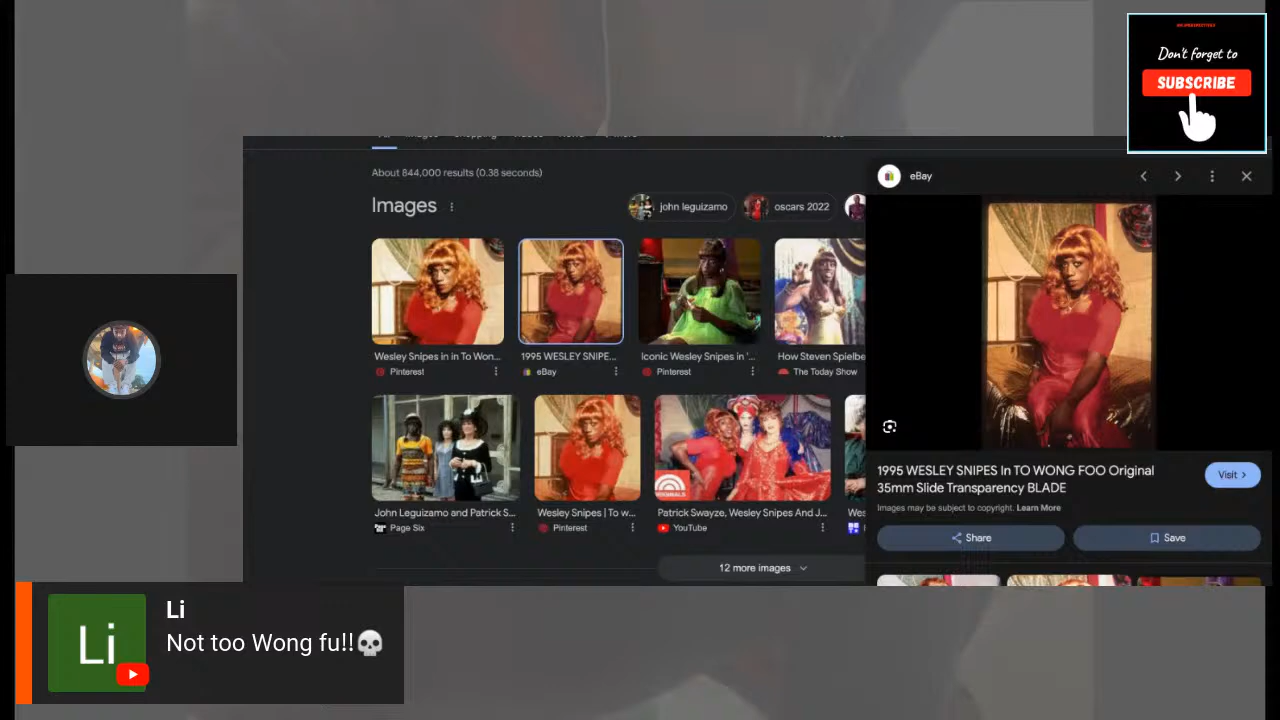 Don't forget to
SUBSCRIBE
About 844,000 results (0.38 seconds)
Images
john leguizamo
oscars 2022
eBay
Wesley Snipes in in To Won...
Pinterest
1995 WESLEY SNIPE...
eBay
Iconic Wesley Snipes in '...
Pinterest
How Steven Spielbe
The Today Show
John Leguizamo and Patrick S...
Page Six
Wesley Snipes | To w...
Pinterest
ORIGINALS
Patrick Swayze, Wesley Snipes And J...
YouTube
Wes
12 more images
1995 WESLEY SNIPES In TO WONG FOO Original
35mm Slide Transparency BLADE
Visit >
Images may be subject to copyright. Learn More
Share
Save
Li
Li
Not too Wong fu!!💀